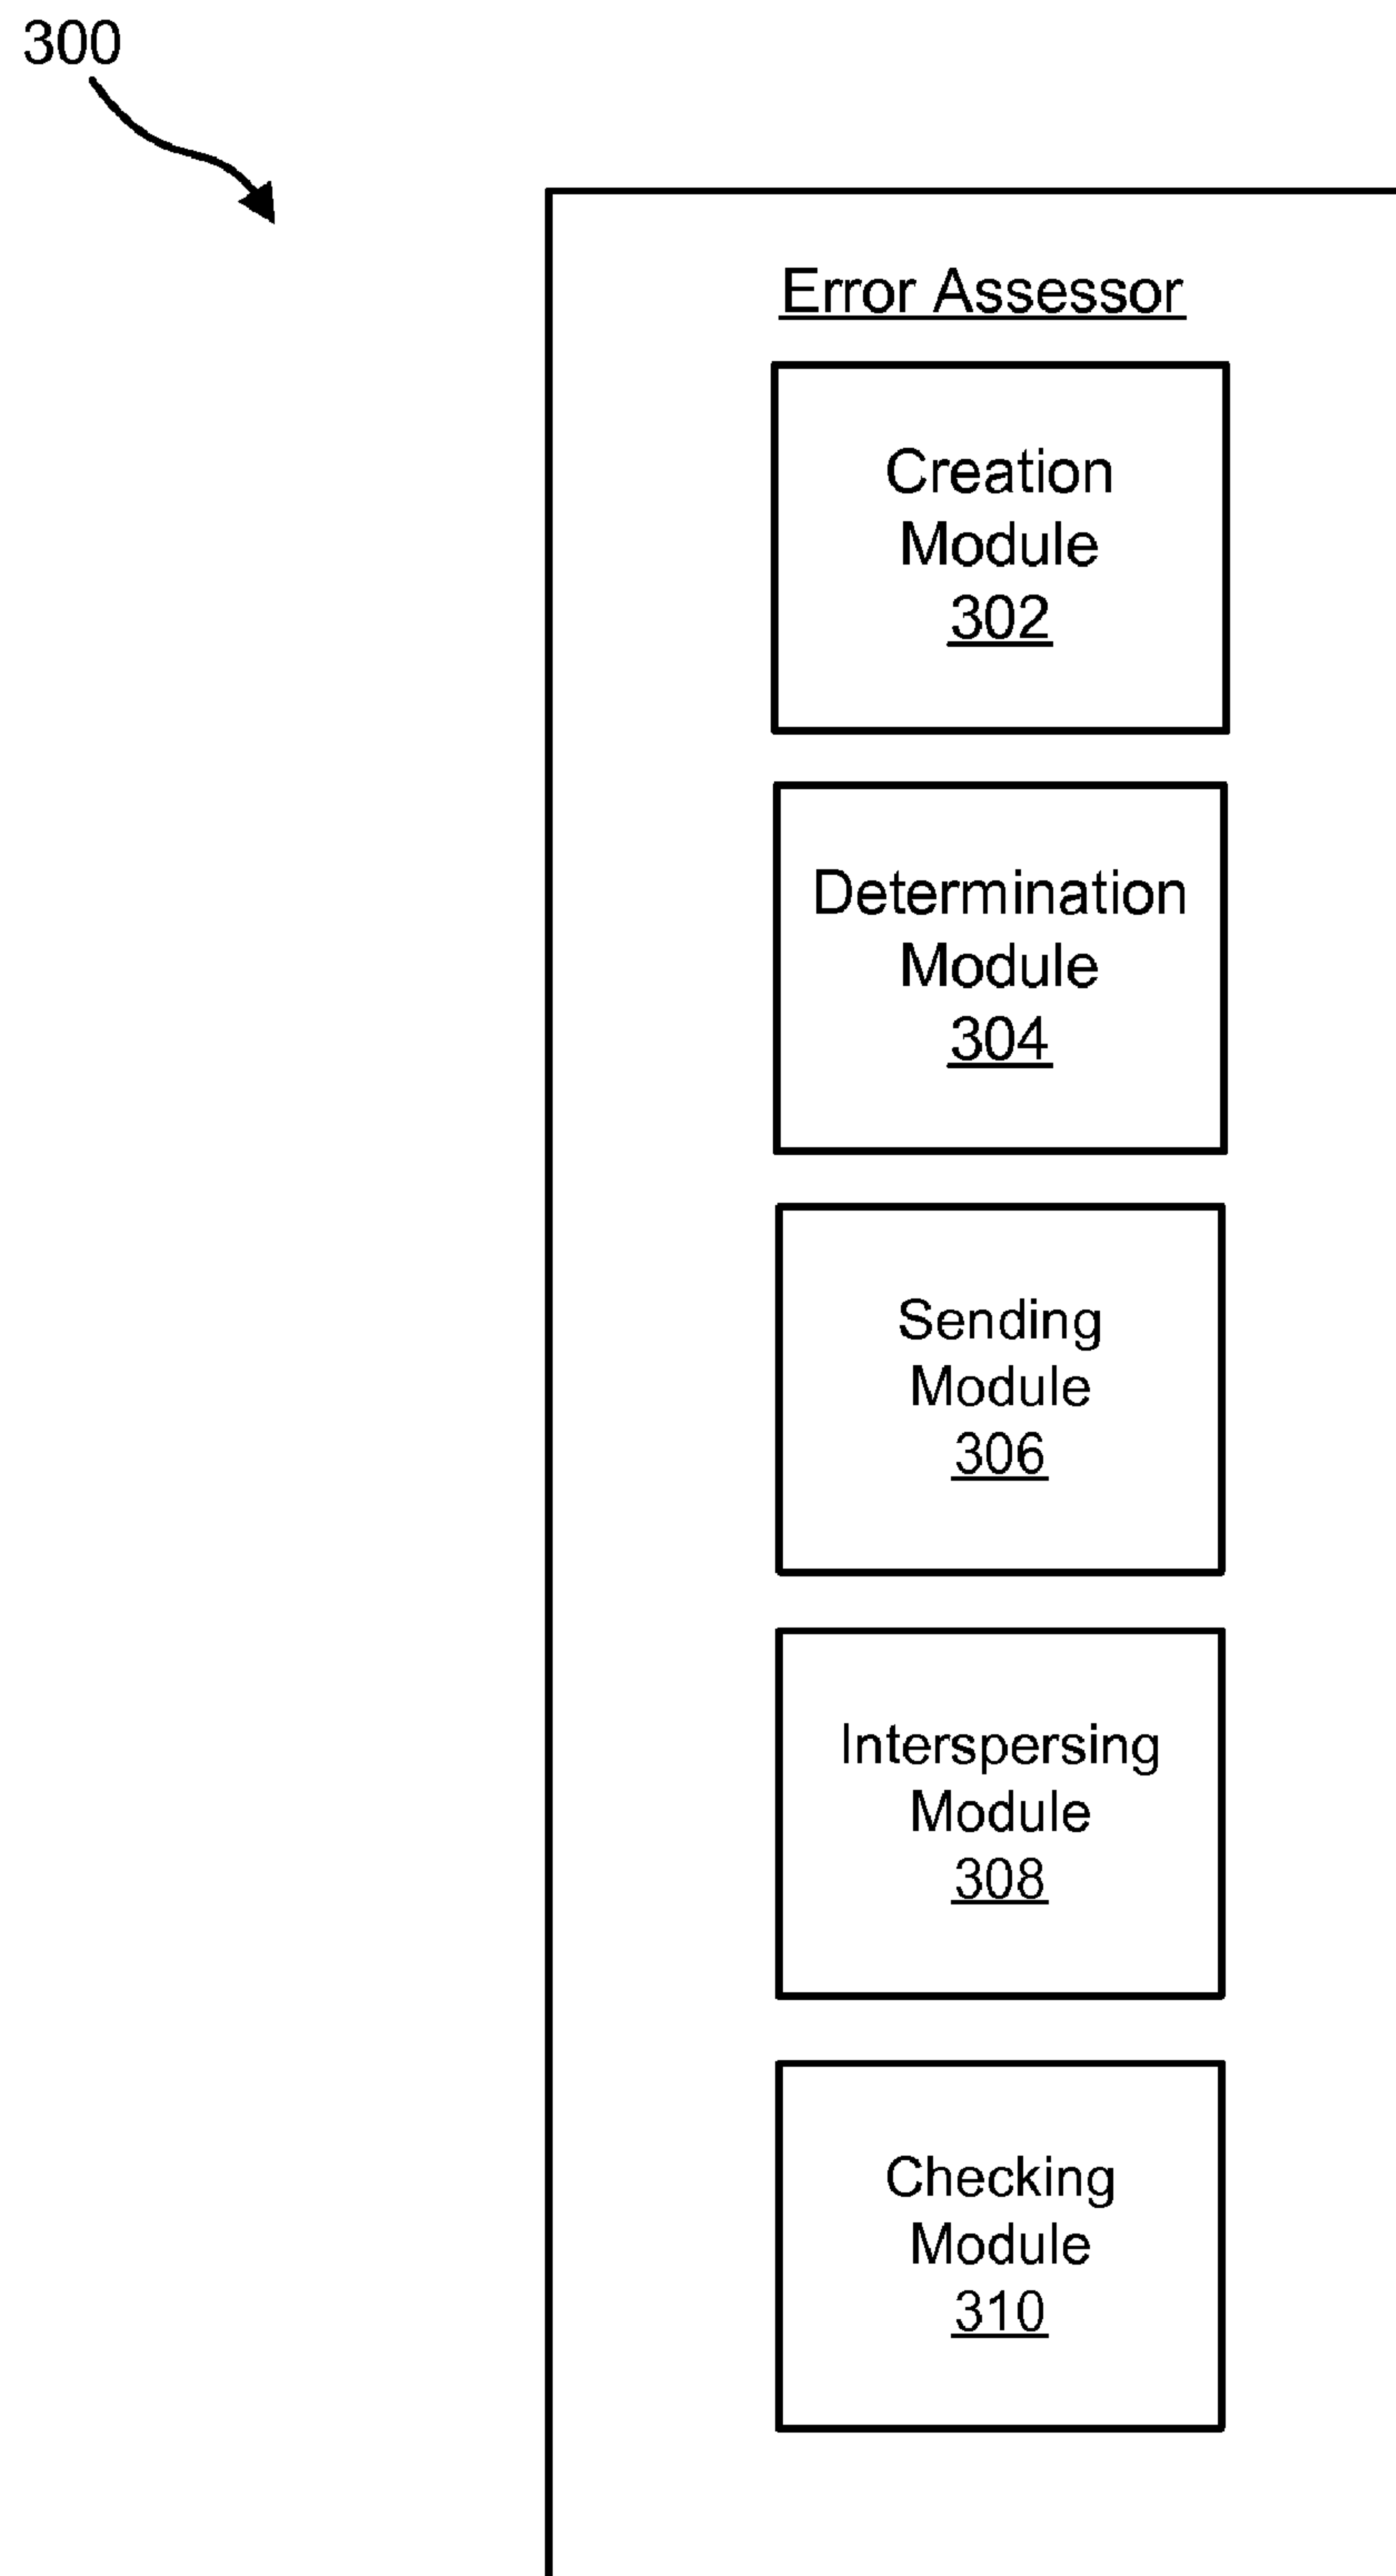 300
Error Assessor
Creation
Module
302
Determination
Module
304
Sending
Module
306
Interspersing
Module
308
Checking
Module
310